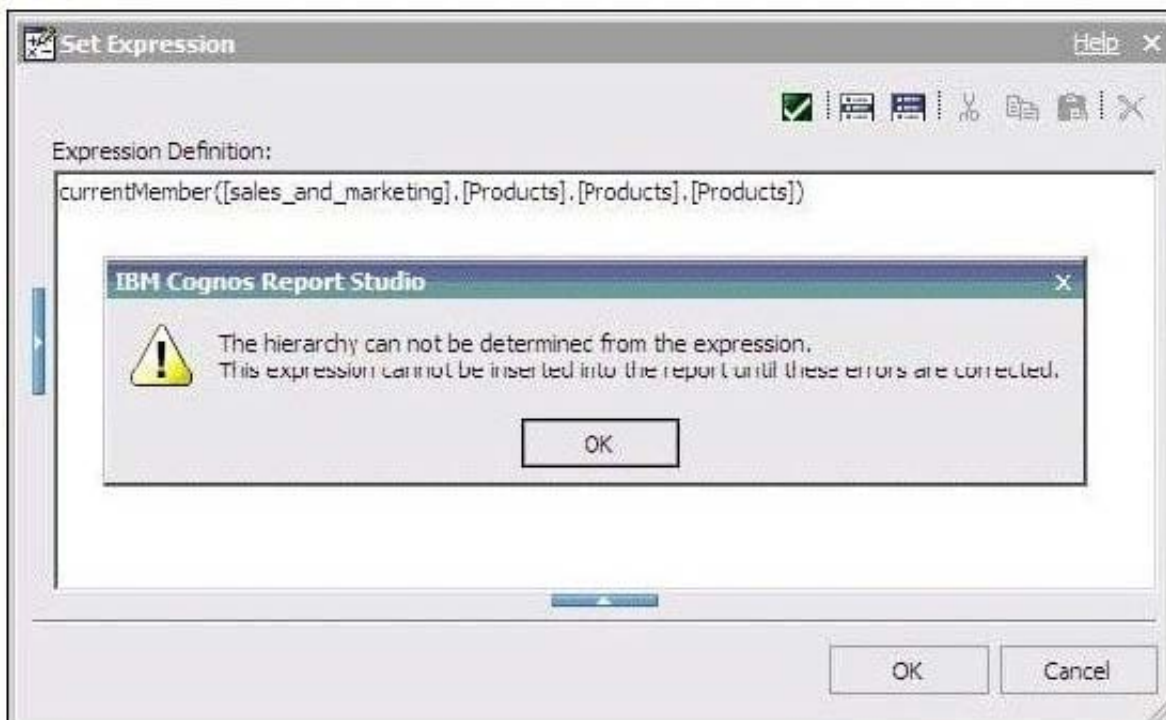 Set Expression
Help
Expression Definition:
currentMember([sales_and_marketing].[Products].[Products].[Products])
IBM Cognos Report Studio
The hierarchy can not be determined from the expression.
This expression cannot be inserted into the report until these errors are corrected.
OK
OK
Cancel